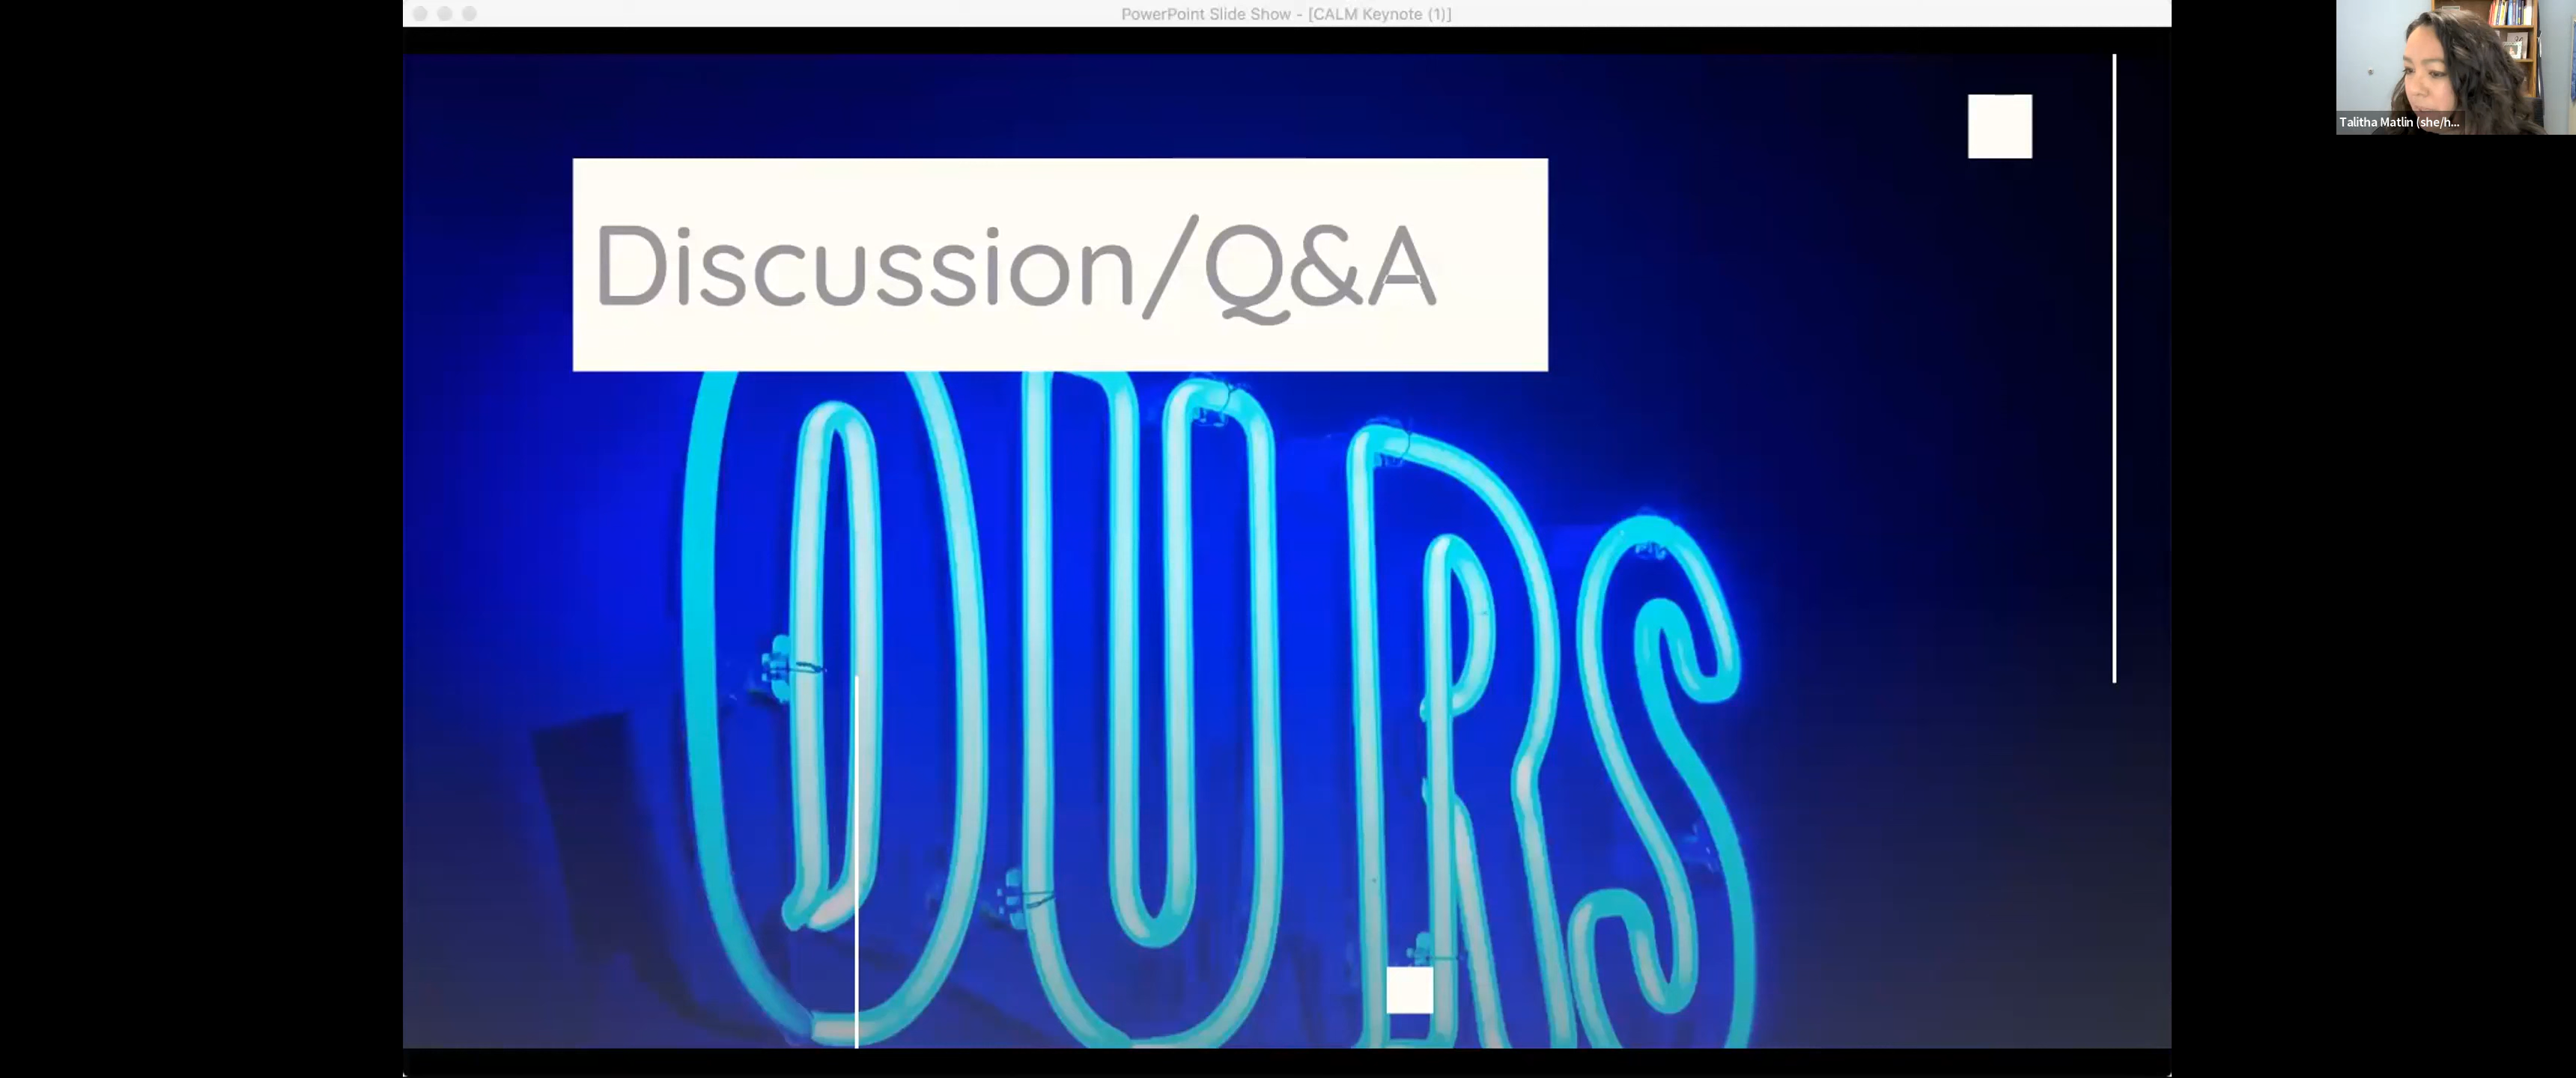 PowerPoint Slide Show - [CALM Keynote (1)]
Talitha Matlin (she/h...
Discussion/Q&A
OURS